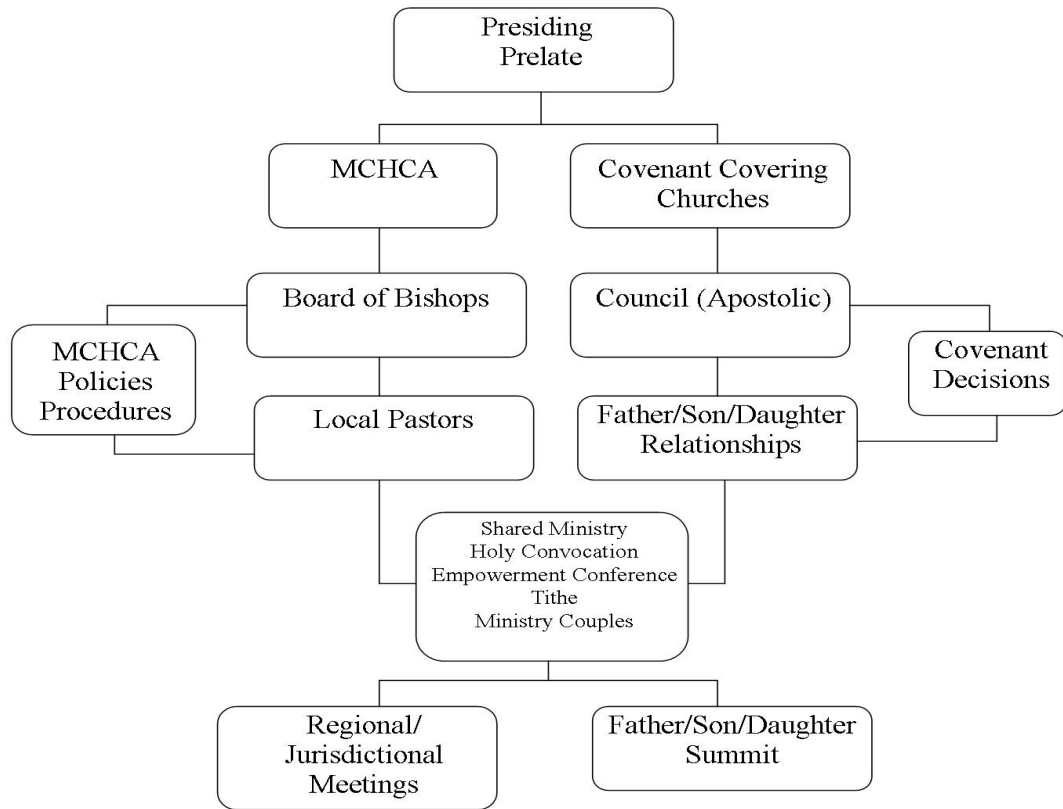 Presiding
Prelate
MCHCA
Covenant Covering
Churches
Board of Bishops
Council (Apostolic)
MCHCA
Policies
Procedures
Covenant
Decisions
Local Pastors
Father/Son/Daughter
Relationships
Shared Ministry
Holy Convocation
Empowerment Conference
Tithe
Ministry Couples
Regional/
Jurisdictional
Meetings
Father/Son/Daughter
Summit